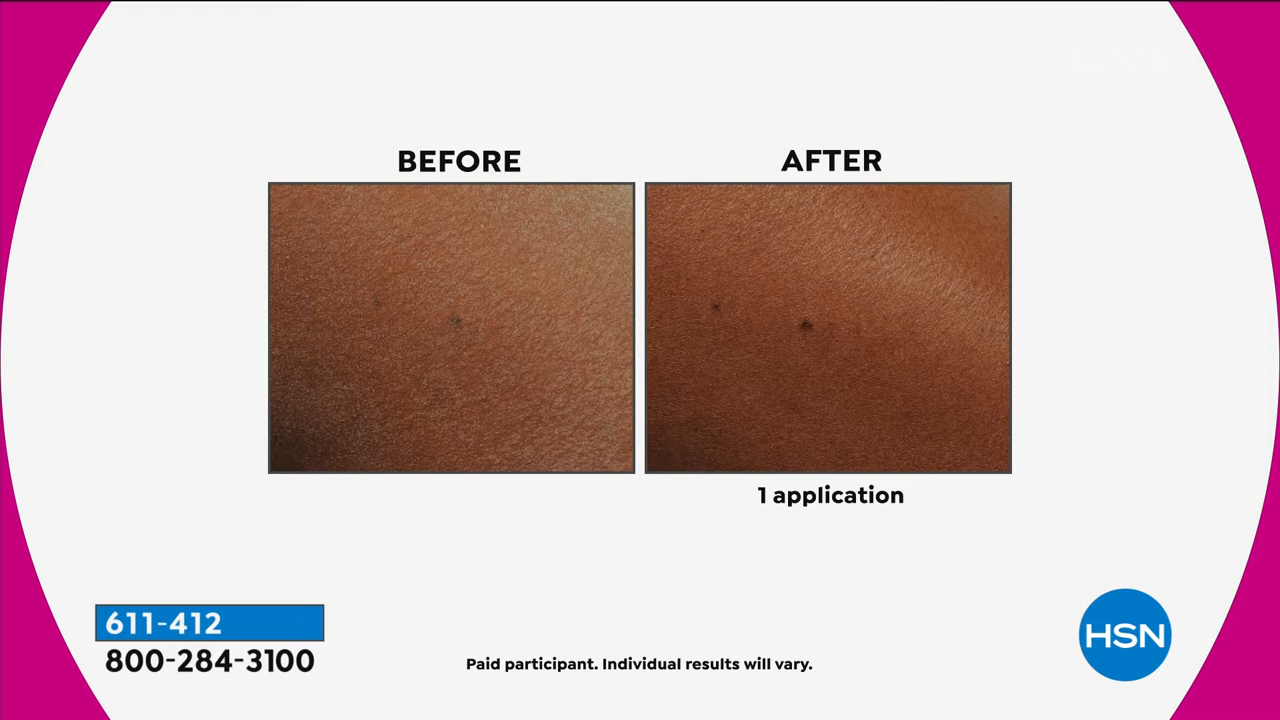 BEFORE
AFTER
1 application
611-412
800-284-3100
Paid participant. Individual results will vary.
HSN